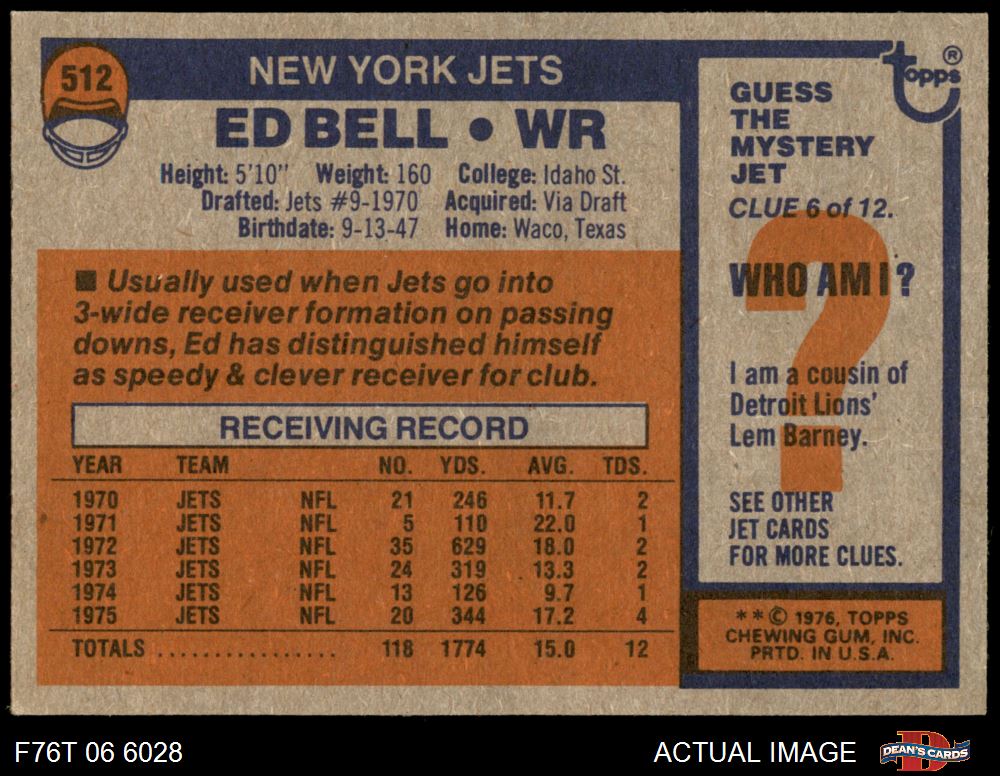 512
NEW YORK JETS
ED BELL • WR
Height: 5'10" Weight: 160 College: Idaho St.
Drafted: Jets #9-1970 Acquired: Via Draft
Birthdate: 9-13-47 Home: Waco, Texas
■ Usually used when Jets go into
3-wide receiver formation on passing
downs, Ed has distinguished himself
as speedy & clever receiver for club.
RECEIVING RECORD
YEAR TEAM NO. YDS. AVG. TDS.
1970 JETS NFL 21 246 11.7 2
1971 JETS NFL 5 110 22.0 1
1972 JETS NFL 35 629 18.0 2
1973 JETS NFL 24 319 13.3 2
1974 JETS NFL 13 126 9.7 1
1975 JETS NFL 20 344 17.2 4
TOTALS ................ 118 1774 15.0 12
topps ®
GUESS
THE
MYSTERY
JET
CLUE 6 of 12.
?
WHO AM I?
I am a cousin of
Detroit Lions'
Lem Barney.
SEE OTHER
JET CARDS
FOR MORE CLUES.
**© 1976, TOPPS
CHEWING GUM, INC.
PRTD. IN U.S.A.
F76T 06 6028
ACTUAL IMAGE
D
DEAN'S CARDS